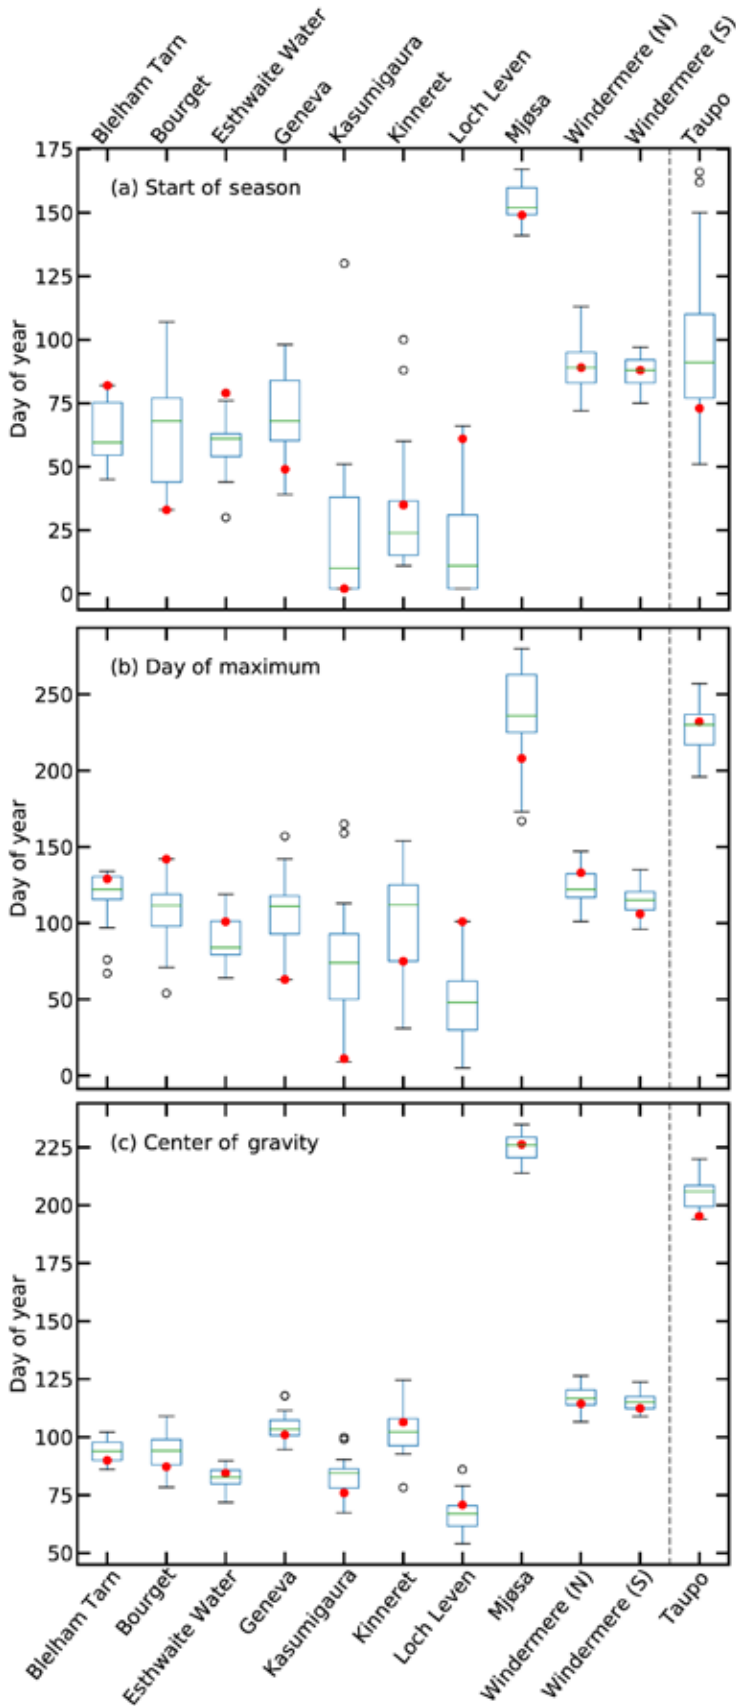 Blelham Tarn
Bourget
Esthwaite Water
Geneva
Kasumigaura
Kinneret
Loch Leven
Mjøsa
Windermere (N)
Windermere (S)
Taupo
(a) Start of season
Day of year
175
150
125
100
75
50
25
0
(b) Day of maximum
Day of year
250
200
150
100
50
0
(c) Center of gravity
Day of year
225
200
175
150
125
100
75
50
Blelham Tarn
Bourget
Esthwaite Water
Geneva
Kasumigaura
Kinneret
Loch Leven
Mjøsa
Windermere (N)
Windermere (S)
Taupo